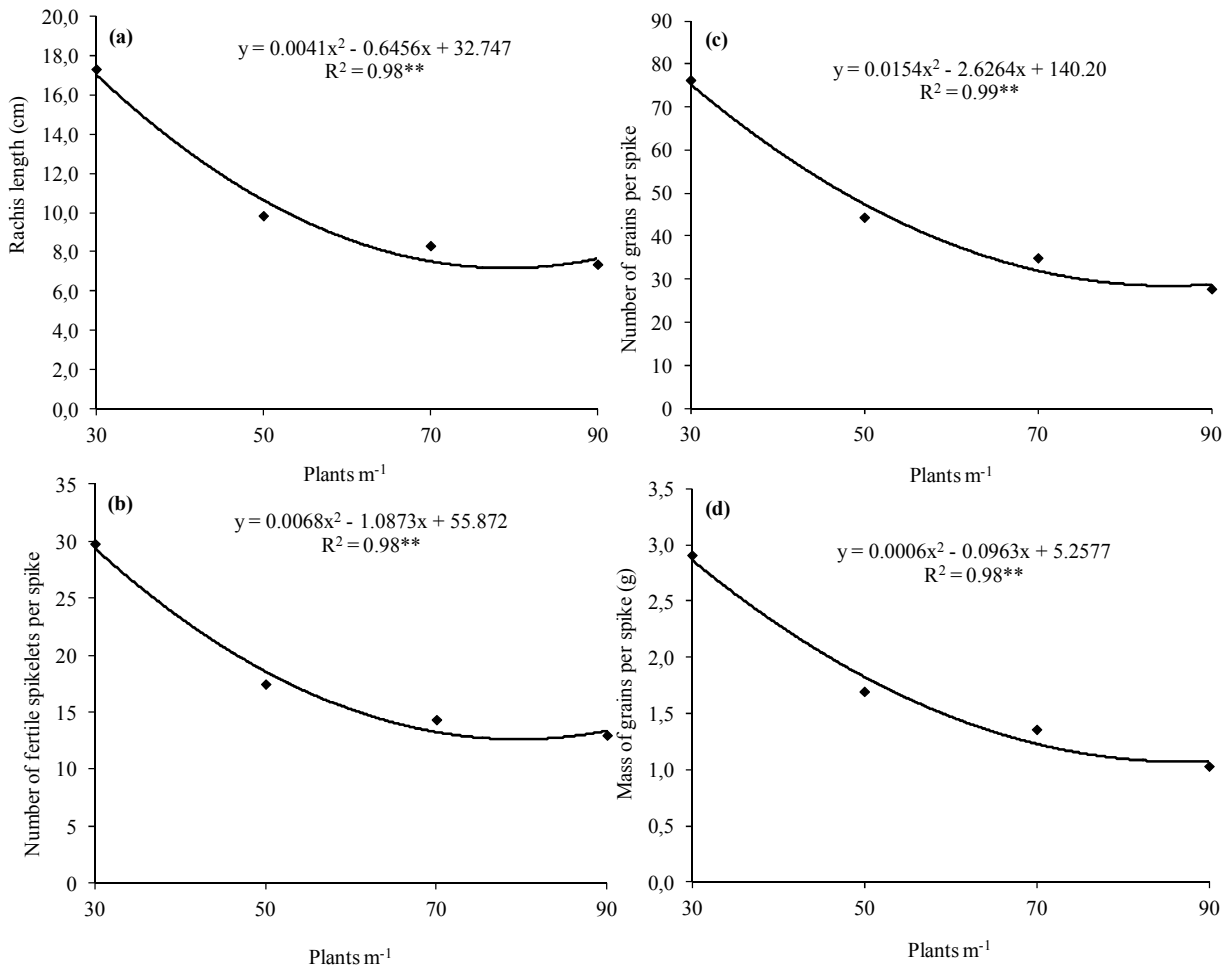 (a)
y = 0.0041x² - 0.6456x + 32.747
R² = 0.98**
Rachis length (cm)
20,0
18,0
16,0
14,0
12,0
10,0
8,0
6,0
4,0
2,0
0,0
30 50 70 90
Plants m⁻¹
(c)
y = 0.0154x² - 2.6264x + 140.20
R² = 0.99**
Number of grains per spike
90
80
70
60
50
40
30
20
10
0
30 50 70 90
Plants m⁻¹
(b)
y = 0.0068x² - 1.0873x + 55.872
R² = 0.98**
Number of fertile spikelets per spike
35
30
25
20
15
10
5
0
30 50 70 90
Plants m⁻¹
(d)
y = 0.0006x² - 0.0963x + 5.2577
R² = 0.98**
Mass of grains per spike (g)
3,5
3,0
2,5
2,0
1,5
1,0
0,5
0,0
30 50 70 90
Plants m⁻¹